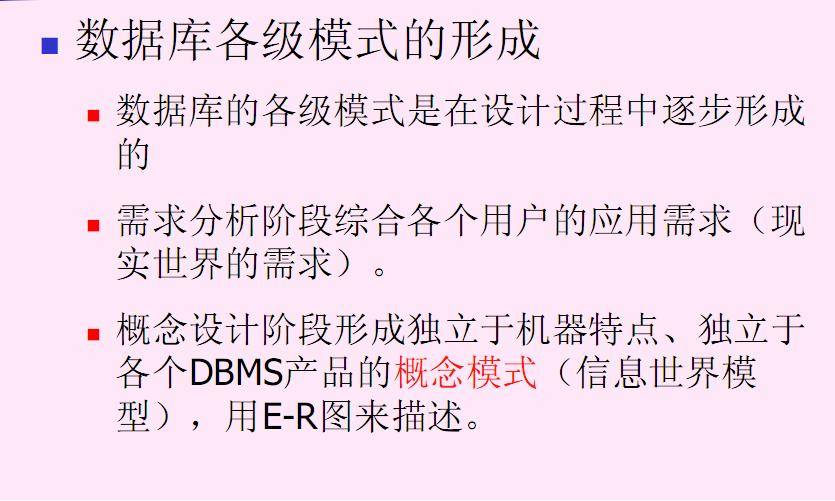 数据库各级模式的形成
数据库的各级模式是在设计过程中逐步形成
的
需求分析阶段综合各个用户的应用需求（现
实世界的需求）。
概念设计阶段形成独立于机器特点、独立于
各个DBMS产品的概念模式（信息世界模
型），用E-R图来描述。